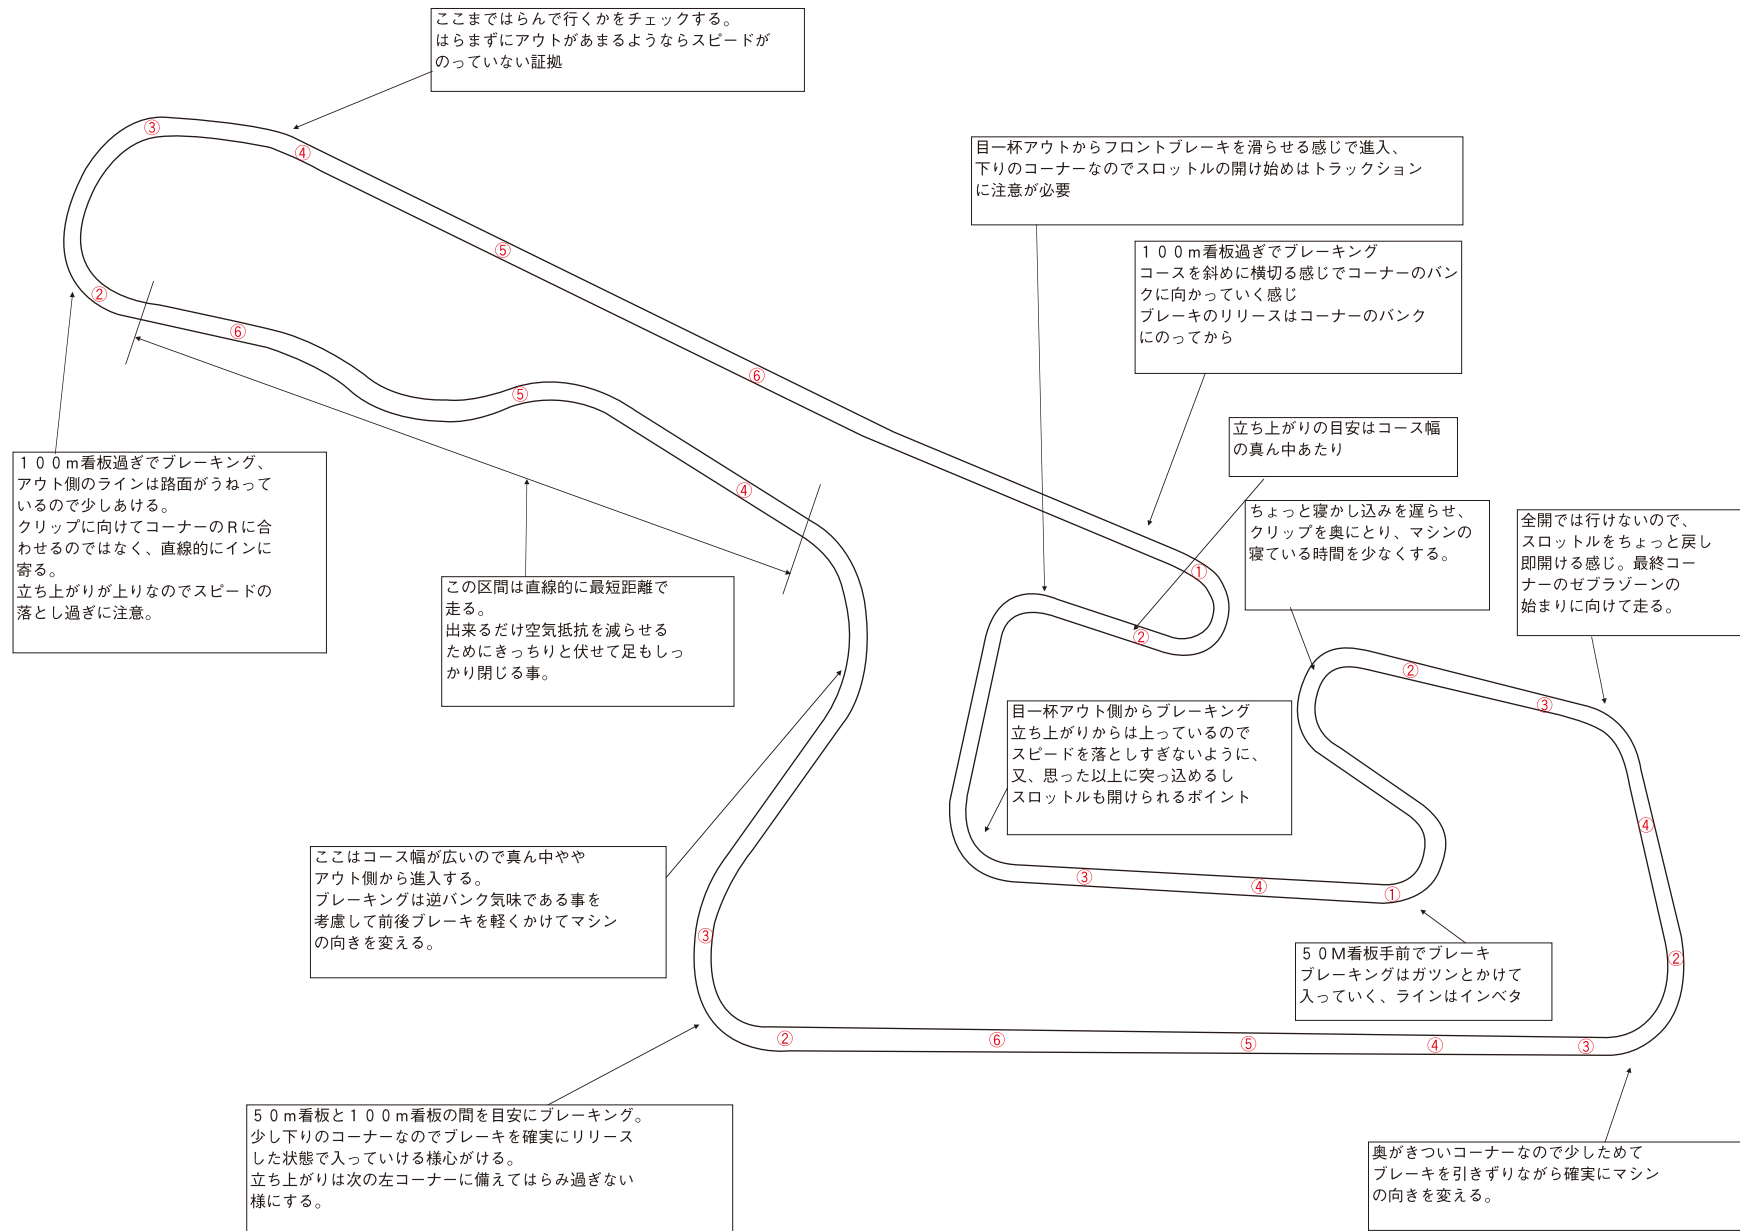 ここまではらんで行くかをチェックする。
はらまずにアウトがあまるようならスピードが
のっていない証拠
③
④
目一杯アウトからフロントブレーキを滑らせる感じで進入、
下りのコーナーなのでスロットルの開け始めはトラックション
に注意が必要
⑤
１００ｍ看板過ぎでブレーキング
コースを斜めに横切る感じでコーナーのバン
クに向かっていく感じ
ブレーキのリリースはコーナーのバンク
にのってから
②
⑥
⑥
⑤
立ち上がりの目安はコース幅
の真ん中あたり
１００ｍ看板過ぎでブレーキング、
アウト側のラインは路面がうねって
いるので少しあける。
クリップに向けてコーナーのＲに合
わせるのではなく、直線的にインに
寄る。
立ち上がりが上りなのでスピードの
落とし過ぎに注意。
④
ちょっと寝かし込みを遅らせ、
クリップを奥にとり、マシンの
寝ている時間を少なくする。
全開では行けないので、
スロットルをちょっと戻し
即開ける感じ。最終コー
ナーのゼブラゾーンの
始まりに向けて走る。
①
この区間は直線的に最短距離で
走る。
出来るだけ空気抵抗を減らせる
ためにきっちりと伏せて足もしっ
かり閉じる事。
②
②
③
目一杯アウト側からブレーキング
立ち上がりからは上っているので
スピードを落としすぎないように、
又、思った以上に突っ込めるし
スロットルも開けられるポイント
④
ここはコース幅が広いので真ん中やや
アウト側から進入する。
ブレーキングは逆バンク気味である事を
考慮して前後ブレーキを軽くかけてマシン
の向きを変える。
③
④
①
③
５０Ｍ看板手前でブレーキ
ブレーキングはガツンとかけて
入っていく、ラインはインベタ
②
②
⑥
⑤
④
③
５０ｍ看板と１００ｍ看板の間を目安にブレーキング。
少し下りのコーナーなのでブレーキを確実にリリース
した状態で入っていける様心がける。
立ち上がりは次の左コーナーに備えてはらみ過ぎない
様にする。
奥がきついコーナーなので少しためて
ブレーキを引きずりながら確実にマシン
の向きを変える。